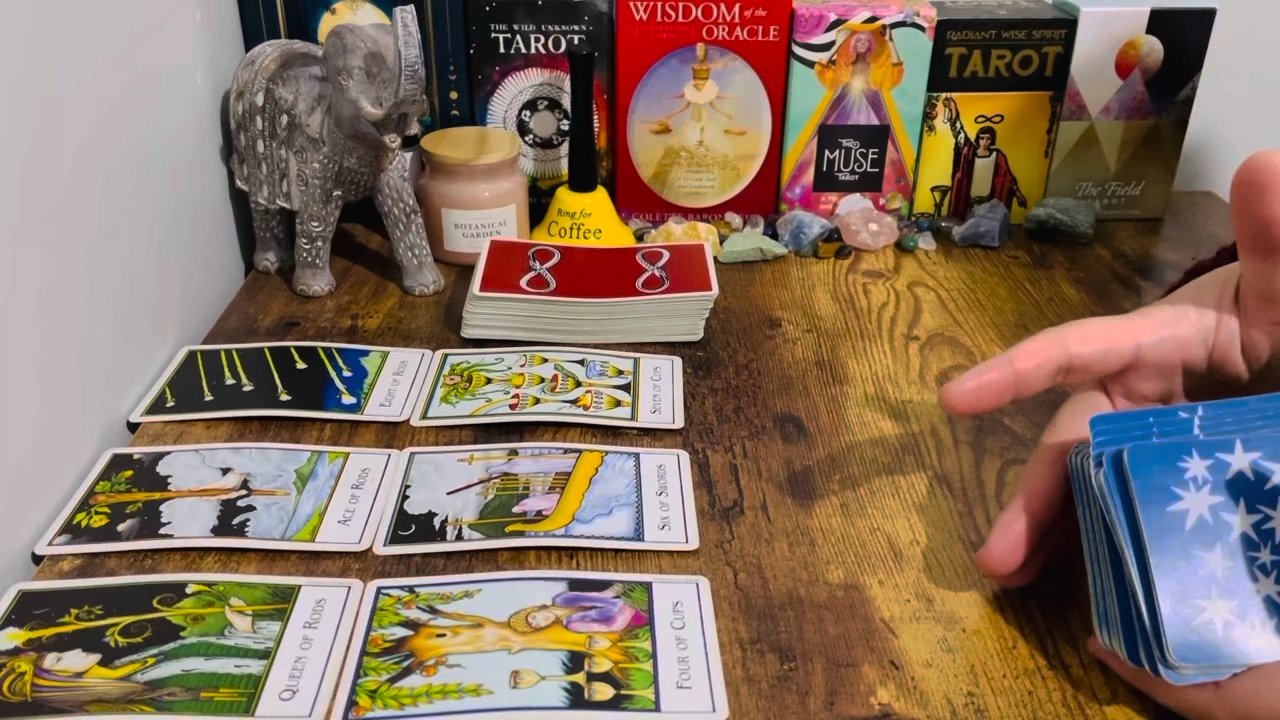 THE WILD UNKNOWN
TAROT
WISDOM of the
ORACLE
COLETTE BARON
THE
MUSE
TAROT
RADIANT WISE SPIRIT
TAROT
The Field
TAROT
BOTANICAL
GARDEN
Ring for
Coffee
EIGHT OF RODS
SEVEN OF CUPS
ACE OF RODS
SIX OF SWORDS
QUEEN OF RODS
FOUR OF CUPS